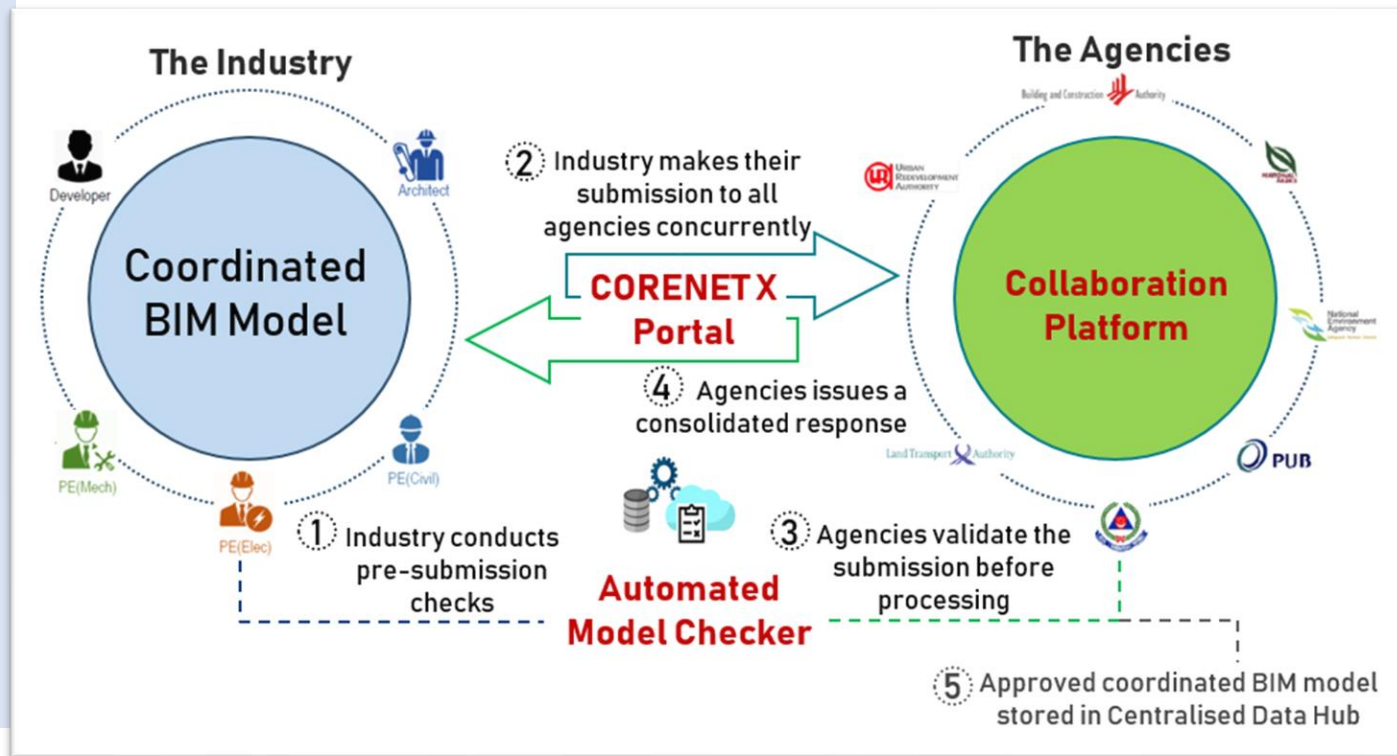 The Industry
The Agencies
Building and Construction Authority
Developer
Architect
Coordinated
BIM Model
PE(Mech)
PE(Elec)
PE(Civil)
2 Industry makes their
submission to all
agencies concurrently
CORENET X
Portal
4 Agencies issues a
consolidated response
URBAN
REDEVELOPMENT
AUTHORITY
Collaboration
Platform
National
Environment
Agency
Land Transport Authority
PUB
1 Industry conducts
pre-submission
checks
Automated
Model Checker
3 Agencies validate the
submission before
processing
5 Approved coordinated BIM model
stored in Centralised Data Hub